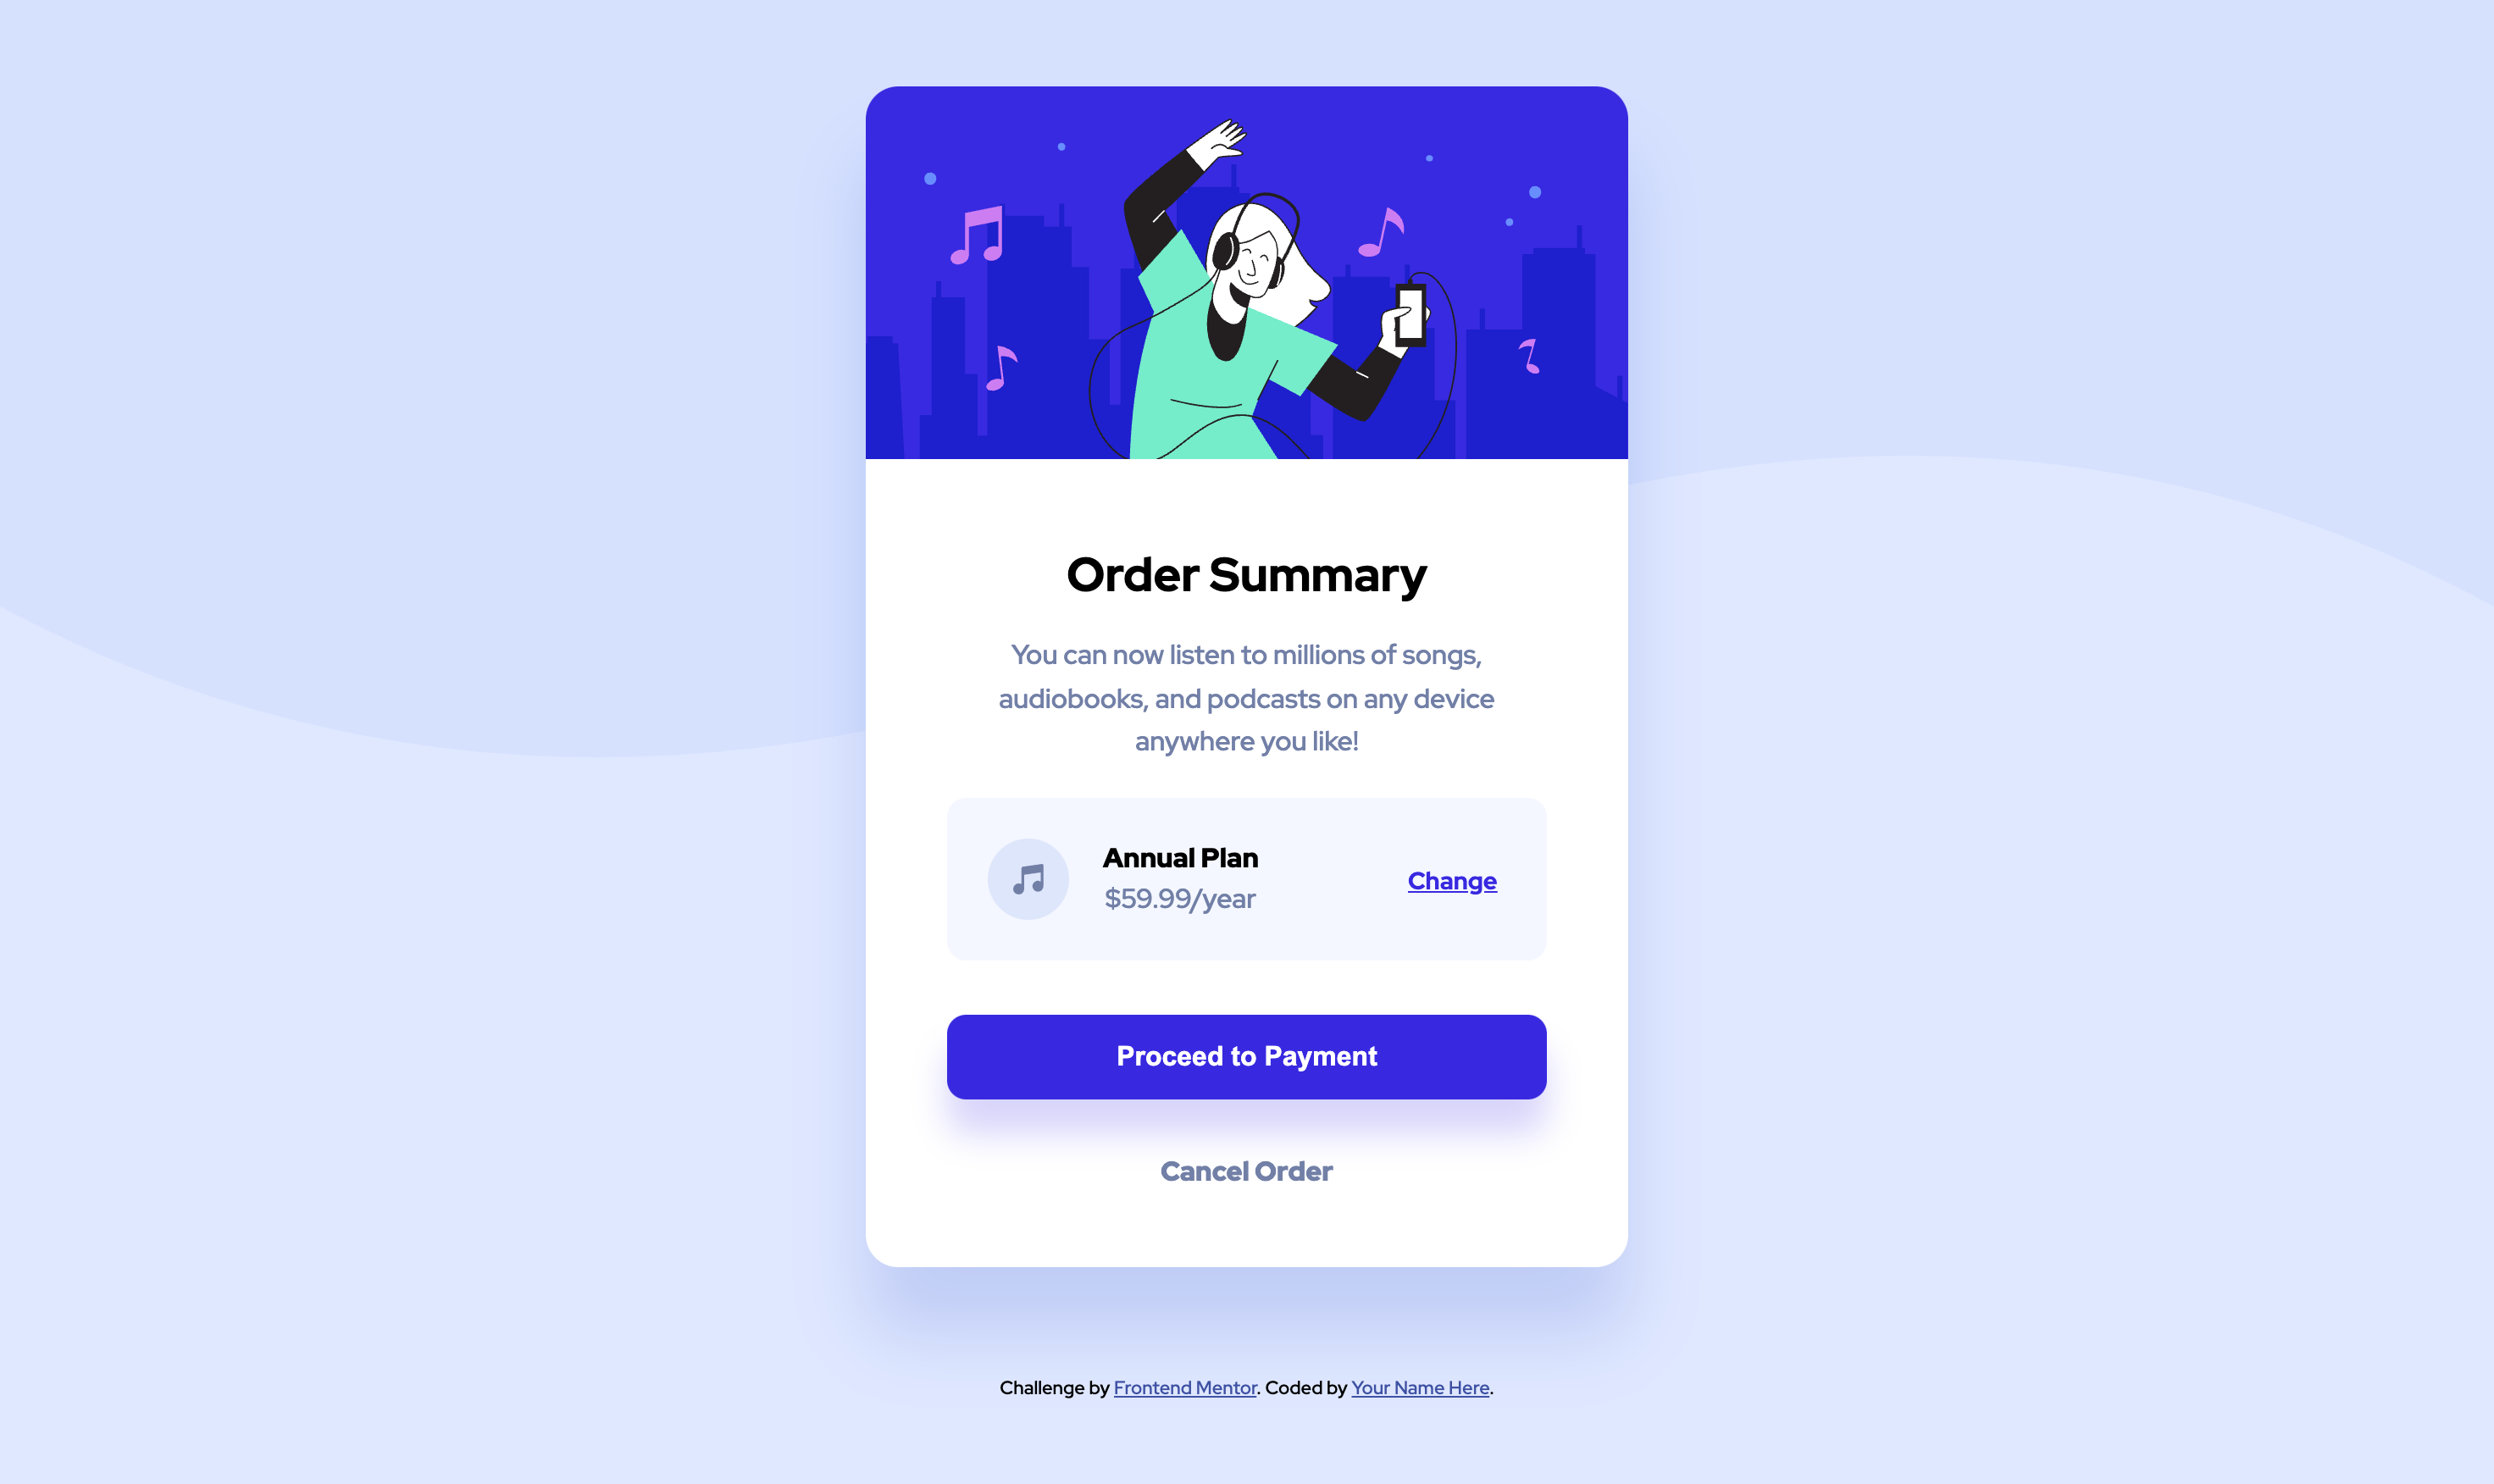 Order Summary
You can now listen to millions of songs,
audiobooks, and podcasts on any device
anywhere you like!
Annual Plan
$59.99/year
Change
Proceed to Payment
Cancel Order
Challenge by Frontend Mentor. Coded by Your Name Here.